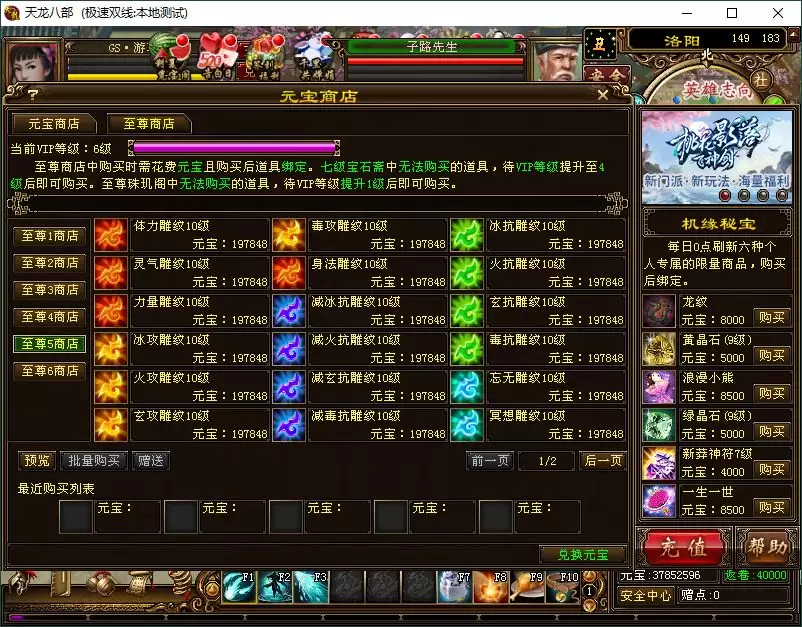 天龙八部 (极速双线:本地测试)
GS·游
子路先生
丑
洛阳 149 183
北
安全
英雄志向
社
?
元宝商店
元宝商店 至尊商店
当前VIP等级：6级
至尊商店中购买时需花费元宝且购买后道具绑定。七级宝石斋中无法购买的道具，待VIP等级提升至4
级后即可购买。至尊珠玑阁中无法购买的道具，待VIP等级提升1级后即可购买。
至尊1商店
至尊2商店
至尊3商店
至尊4商店
至尊5商店
至尊6商店
体力雕纹10级 毒攻雕纹10级 冰抗雕纹10级
元宝：197848 元宝：197848 元宝：197848
灵气雕纹10级 身法雕纹10级 火抗雕纹10级
元宝：197848 元宝：197848 元宝：197848
力量雕纹10级 减冰抗雕纹10级 玄抗雕纹10级
元宝：197848 元宝：197848 元宝：197848
冰攻雕纹10级 减火抗雕纹10级 毒抗雕纹10级
元宝：197848 元宝：197848 元宝：197848
火攻雕纹10级 减玄抗雕纹10级 忘无雕纹10级
元宝：197848 元宝：197848 元宝：197848
玄攻雕纹10级 减毒抗雕纹10级 冥想雕纹10级
元宝：197848 元宝：197848 元宝：197848
预览 批量购买 赠送 前一页 1/2 后一页
最近购买列表
元宝： 元宝： 元宝： 元宝： 元宝：
兑换元宝
桃花影落
飞神剑
新门派·新玩法·海量福利
机缘秘宝
每日0点刷新六种个
人专属的限量商品，购买
后绑定。
龙纹
元宝：8000 购买
黄晶石(9级)
元宝：5000 购买
浪漫小熊
元宝：8500 购买
绿晶石(9级)
元宝：5000 购买
新莽神符7级
元宝：4000 购买
一生一世
元宝：8500 购买
充值 帮助
元宝:37852596 返卷:40000
安全中心 赠点:0
F1 F2 F3 F7 F8 F9 F10
1